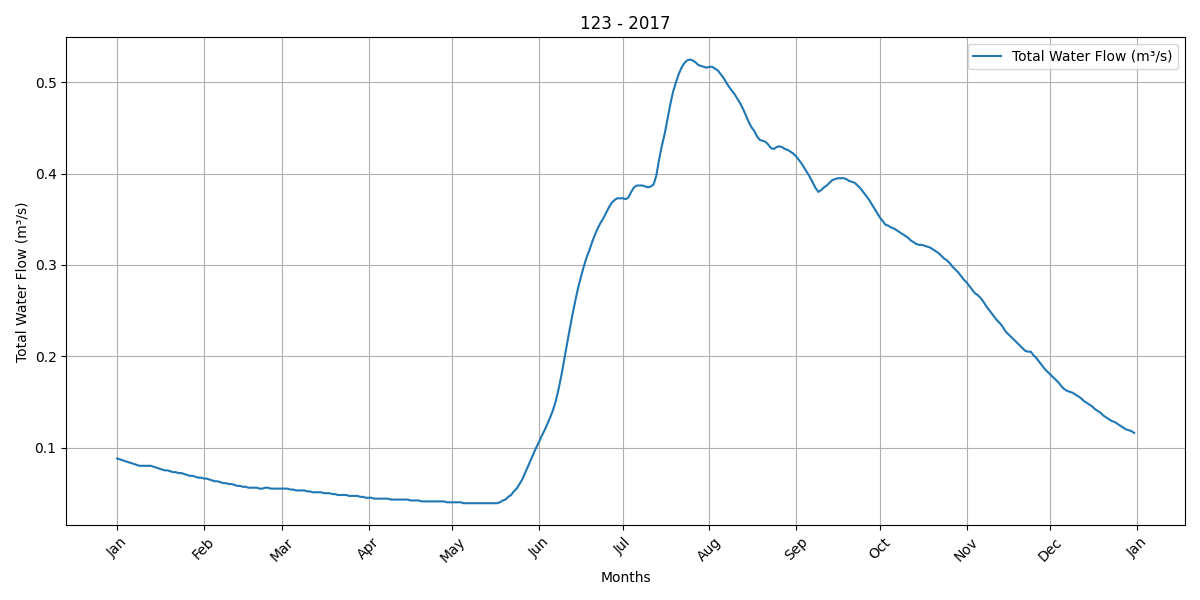 123 - 2017
Total Water Flow (m³/s)
Total Water Flow (m³/s)
0.5
0.4
0.3
0.2
0.1
Jan Feb Mar Apr May Jun Jul Aug Sep Oct Nov Dec Jan
Months